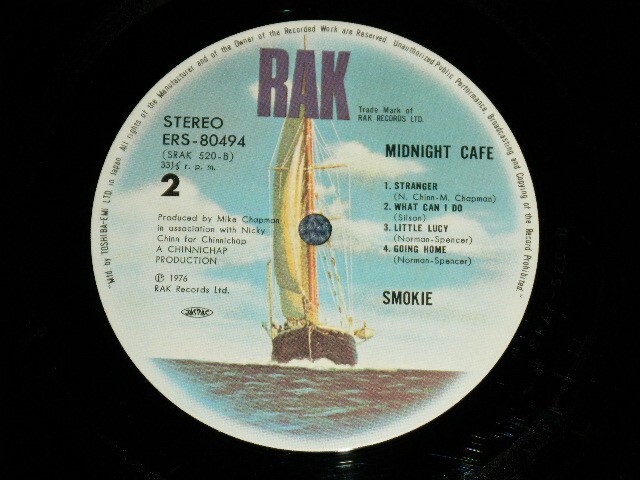 Mfd by TOSHIBA-EMI LTD. in Japan. All rights of the Manufacturer and of the Owner of the Recorded Work are Reserved. Unauthorized Public Performance, Broadcasting and Copying of the Record Prohibited.
RAK
Trade Mark of
RAK RECORDS LTD.
STEREO
ERS-80494
(SRAK 520-B)
33⅓ r. p. m.
2
MIDNIGHT CAFE
1. STRANGER
(N. Chinn-M. Chapman)
2. WHAT CAN I DO
(Silson)
3. LITTLE LUCY
(Norman-Spencer)
4. GOING HOME
(Norman-Spencer)
Produced by Mike Chapman
in association with Nicky
Chinn for Chinnichap
A CHINNICHAP
PRODUCTION
Ⓟ 1976
RAK Records Ltd.
SMOKIE
JASRAC